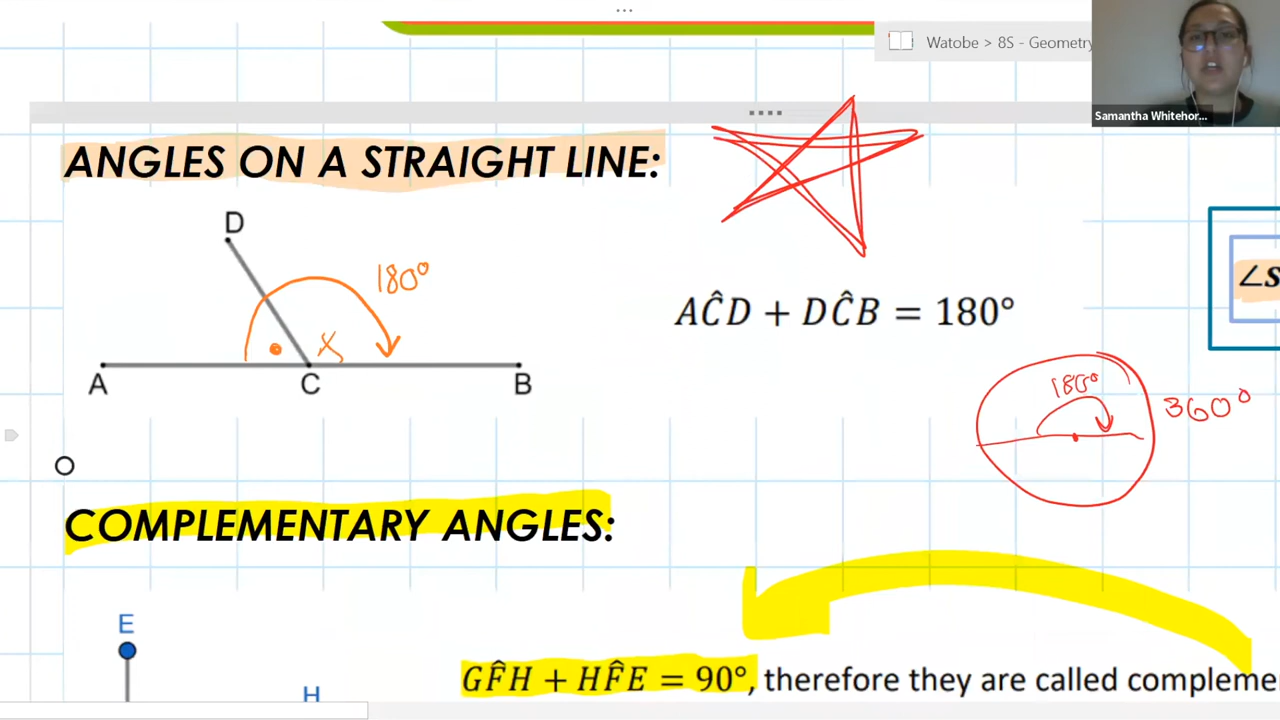 Watobe > 8S - Geometry
Samantha Whitehor...
ANGLES ON A STRAIGHT LINE:
D
180°
x
A
C
B
AĈD + DĈB = 180°
∠S
180°
360°
COMPLEMENTARY ANGLES:
E
H
GF̂H + HF̂E = 90°, therefore they are called compleme